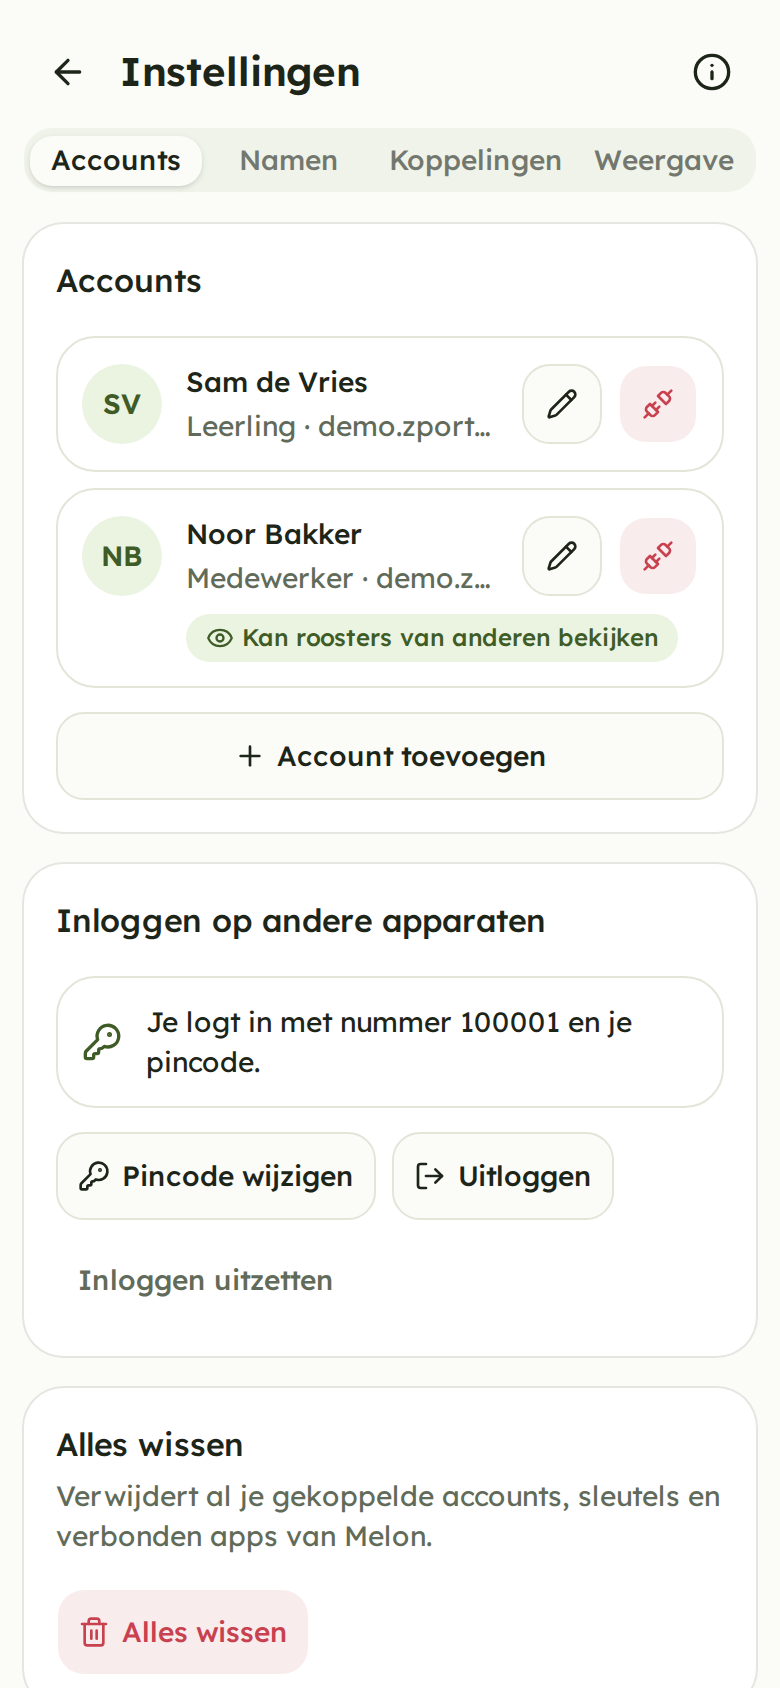 Instellingen
Accounts
Namen
Koppelingen
Weergave
Accounts
SV
Sam de Vries
Leerling · demo.zport...
NB
Noor Bakker
Medewerker · demo.z...
Kan roosters van anderen bekijken
Account toevoegen
Inloggen op andere apparaten
Je logt in met nummer 100001 en je
pincode.
Pincode wijzigen
Uitloggen
Inloggen uitzetten
Alles wissen
Verwijdert al je gekoppelde accounts, sleutels en
verbonden apps van Melon.
Alles wissen